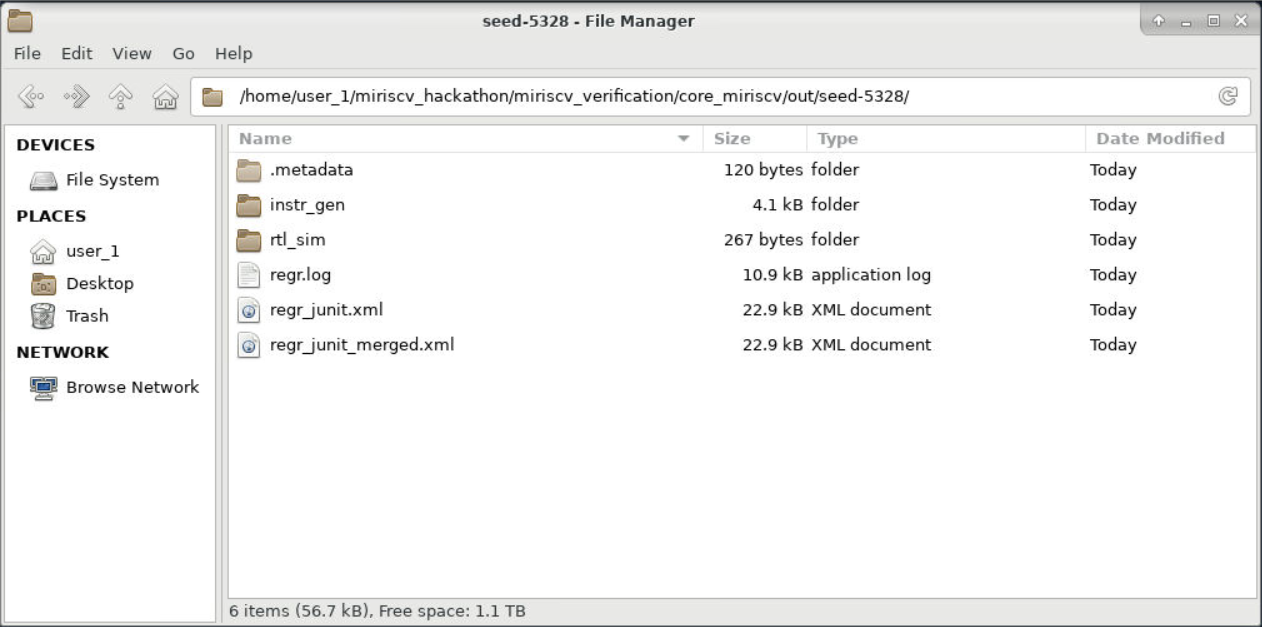 seed-5328 - File Manager
File Edit View Go Help
/home/user_1/miriscv_hackathon/miriscv_verification/core_miriscv/out/seed-5328/
DEVICES
File System
PLACES
user_1
Desktop
Trash
NETWORK
Browse Network
Name Size Type Date Modified
.metadata 120 bytes folder Today
instr_gen 4.1 kB folder Today
rtl_sim 267 bytes folder Today
regr.log 10.9 kB application log Today
regr_junit.xml 22.9 kB XML document Today
regr_junit_merged.xml 22.9 kB XML document Today
6 items (56.7 kB), Free space: 1.1 TB